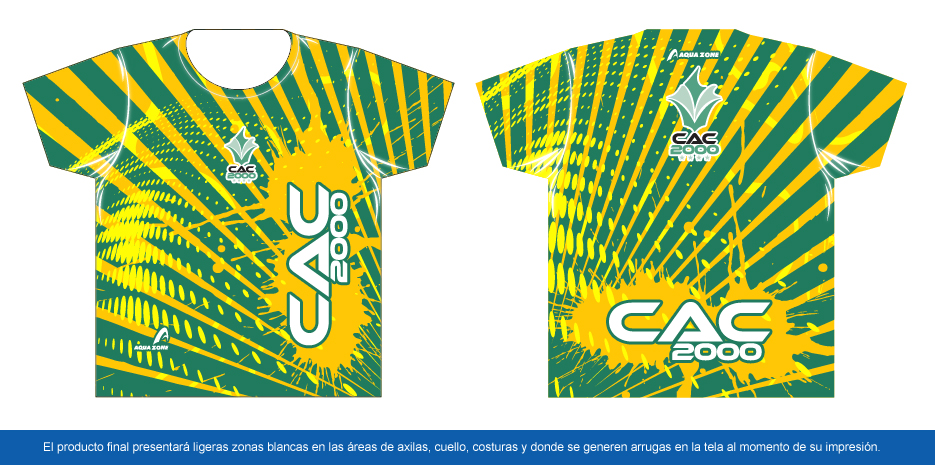 CAC
2000
CAC
2000
AQUA ZONE
AQUA ZONE
CAC
2000
CAC
2000
El producto final presentará ligeras zonas blancas en las áreas de axilas, cuello, costuras y donde se generen arrugas en la tela al momento de su impresión.